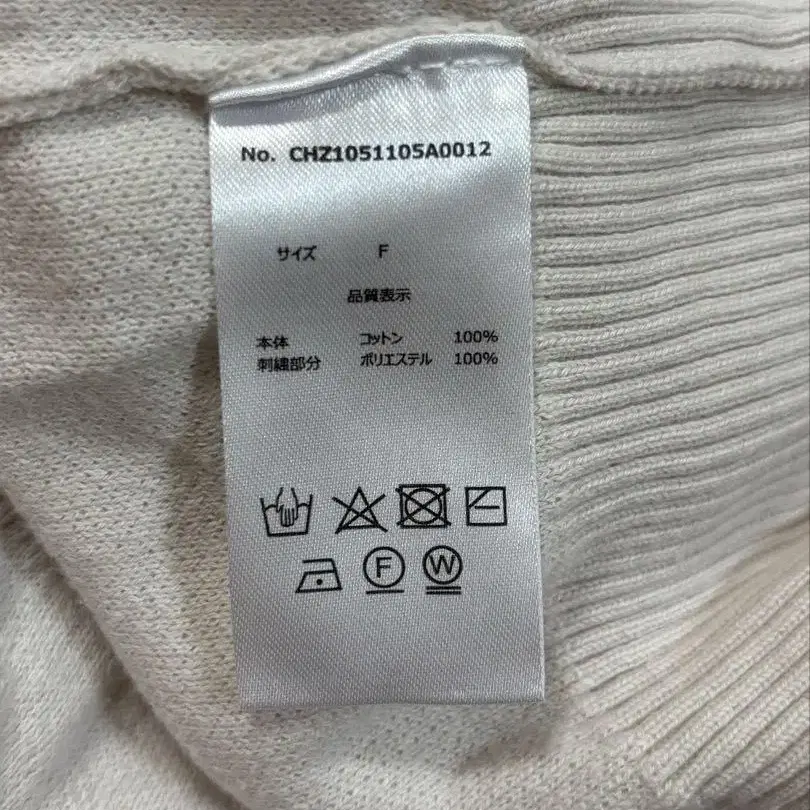 No. CHZ1051105A0012
サイズ F
品質表示
本体 コットン 100%
刺繍部分 ポリエステル 100%
F W